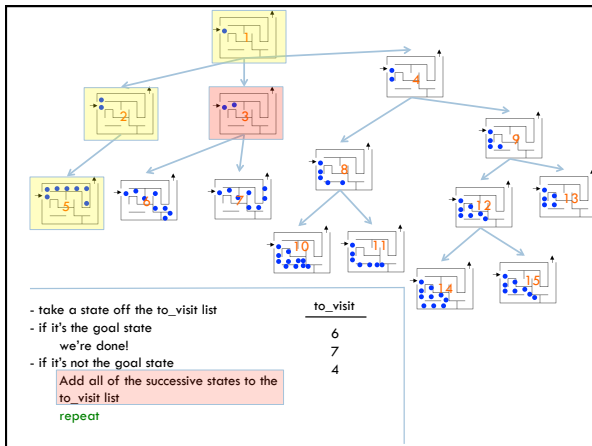 1
4
2
3
9
8
5
6
7
12
13
10
11
14
15
- take a state off the to_visit list
- if it's the goal state
we're done!
- if it's not the goal state
Add all of the successive states to the
to_visit list
repeat
to_visit
6
7
4